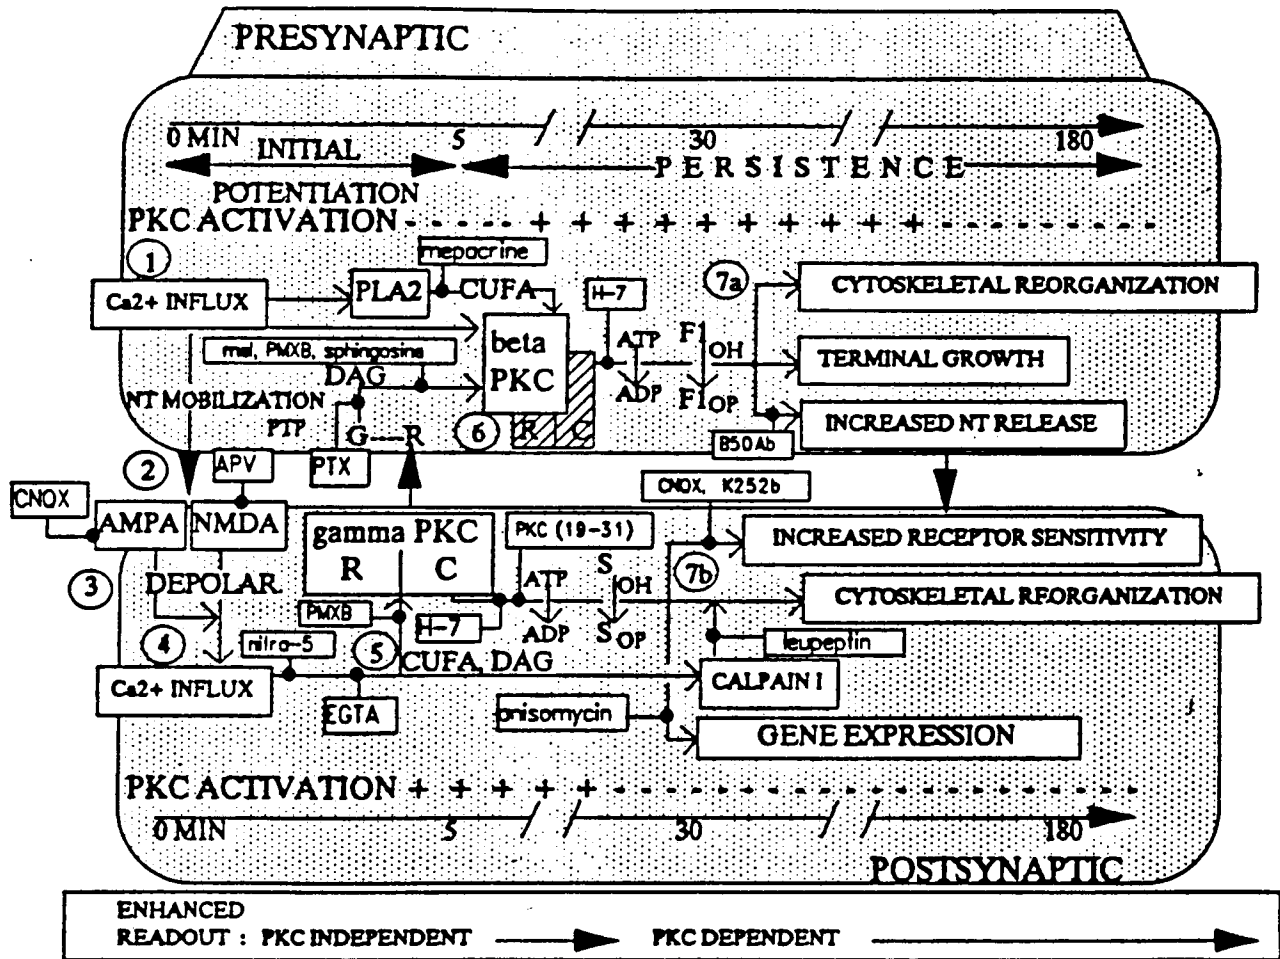 PRESYNAPTIC
0 MIN 5 30 180
INITIAL
POTENTIATION
PERSISTENCE
PKC ACTIVATION - - - - - + + + + + + + + + + - - - - - -
1
mepacrine
7a
Ca2+ INFLUX
PLA2
CUFA
H-7
CYTOSKELETAL REORGANIZATION
mel, PMXB, sphingosine
beta
PKC
ATP
ADP
F1 OH
F1 OP
TERMINAL GROWTH
DAG
NT MOBILIZATION
PTP
G---R
6
R C
INCREASED NT RELEASE
B50Ab
2
APV
PTX
CNQX
CNQX, K252b
AMPA
NMDA
gamma PKC
R C
PKC (19-31)
INCREASED RECEPTOR SENSITIVITY
7b
3
DEPOLAR
ATP
ADP
S OH
S OP
CYTOSKELETAL REORGANIZATION
PMXB
H-7
4
nitro-5
5
CUFA, DAG
leupeptin
Ca2+ INFLUX
CALPAIN I
EGTA
anisomycin
GENE EXPRESSION
PKC ACTIVATION + + + + + - - - - - - - - - - - - -
0 MIN 5 30 180
POSTSYNAPTIC
ENHANCED
READOUT : PKC INDEPENDENT PKC DEPENDENT